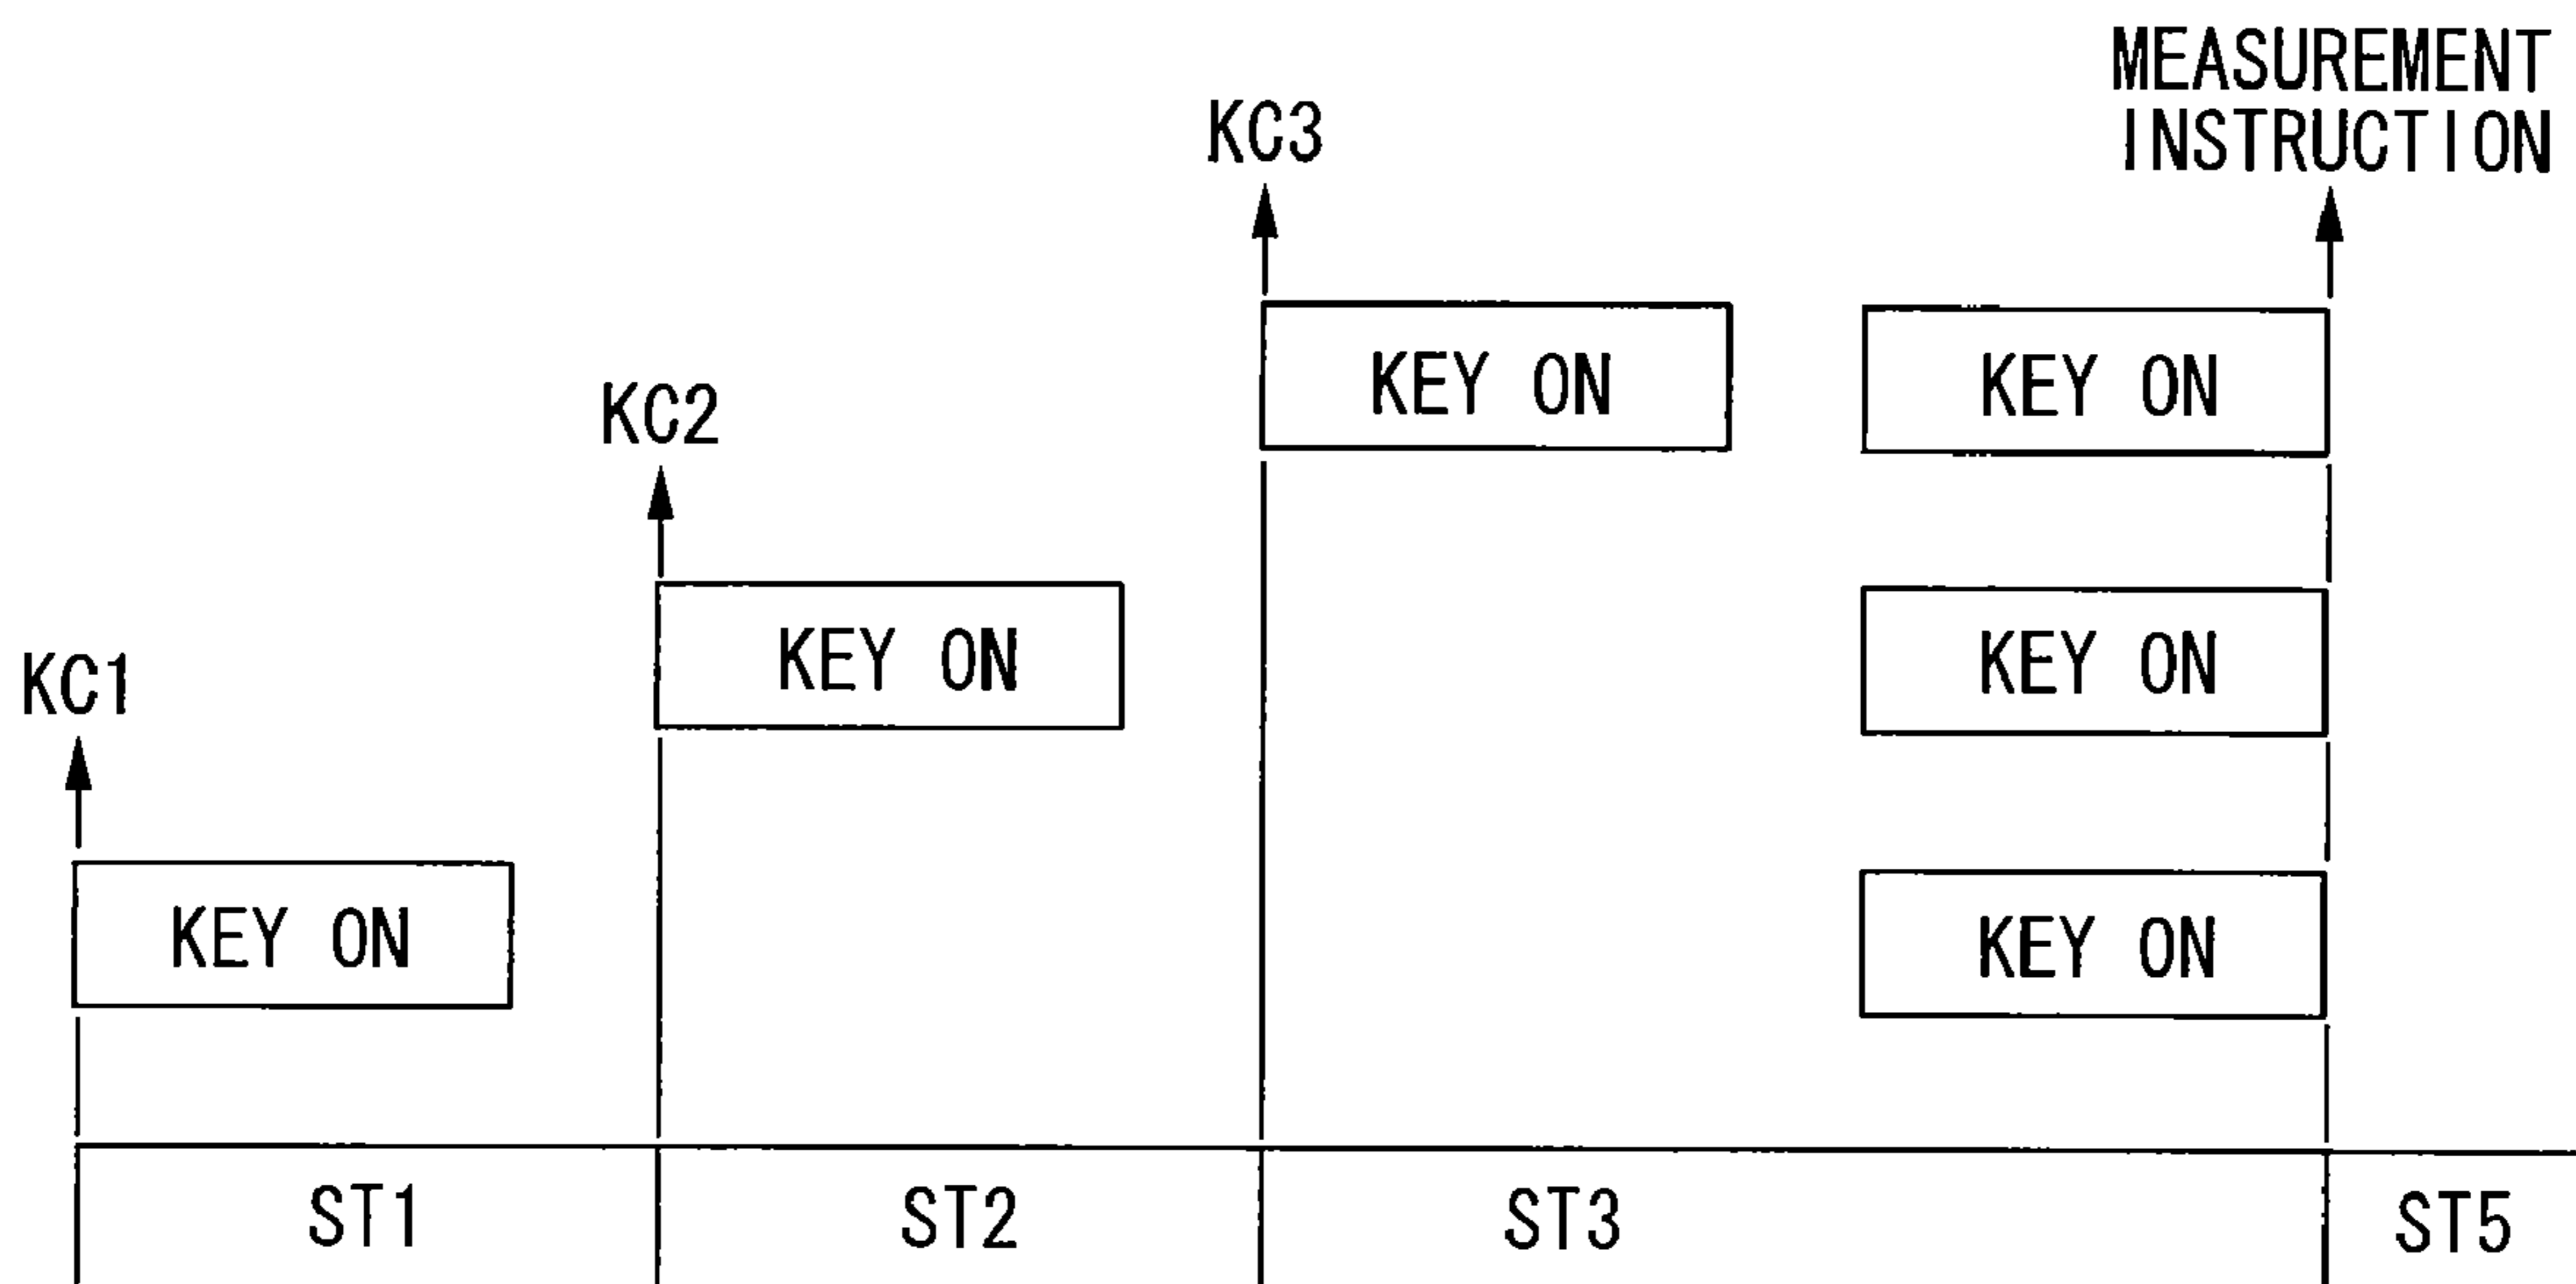 MEASUREMENT
INSTRUCTION
KC3
KEY ON
KEY ON
KC2
KEY ON
KEY ON
KC1
KEY ON
KEY ON
ST1
ST2
ST3
ST5